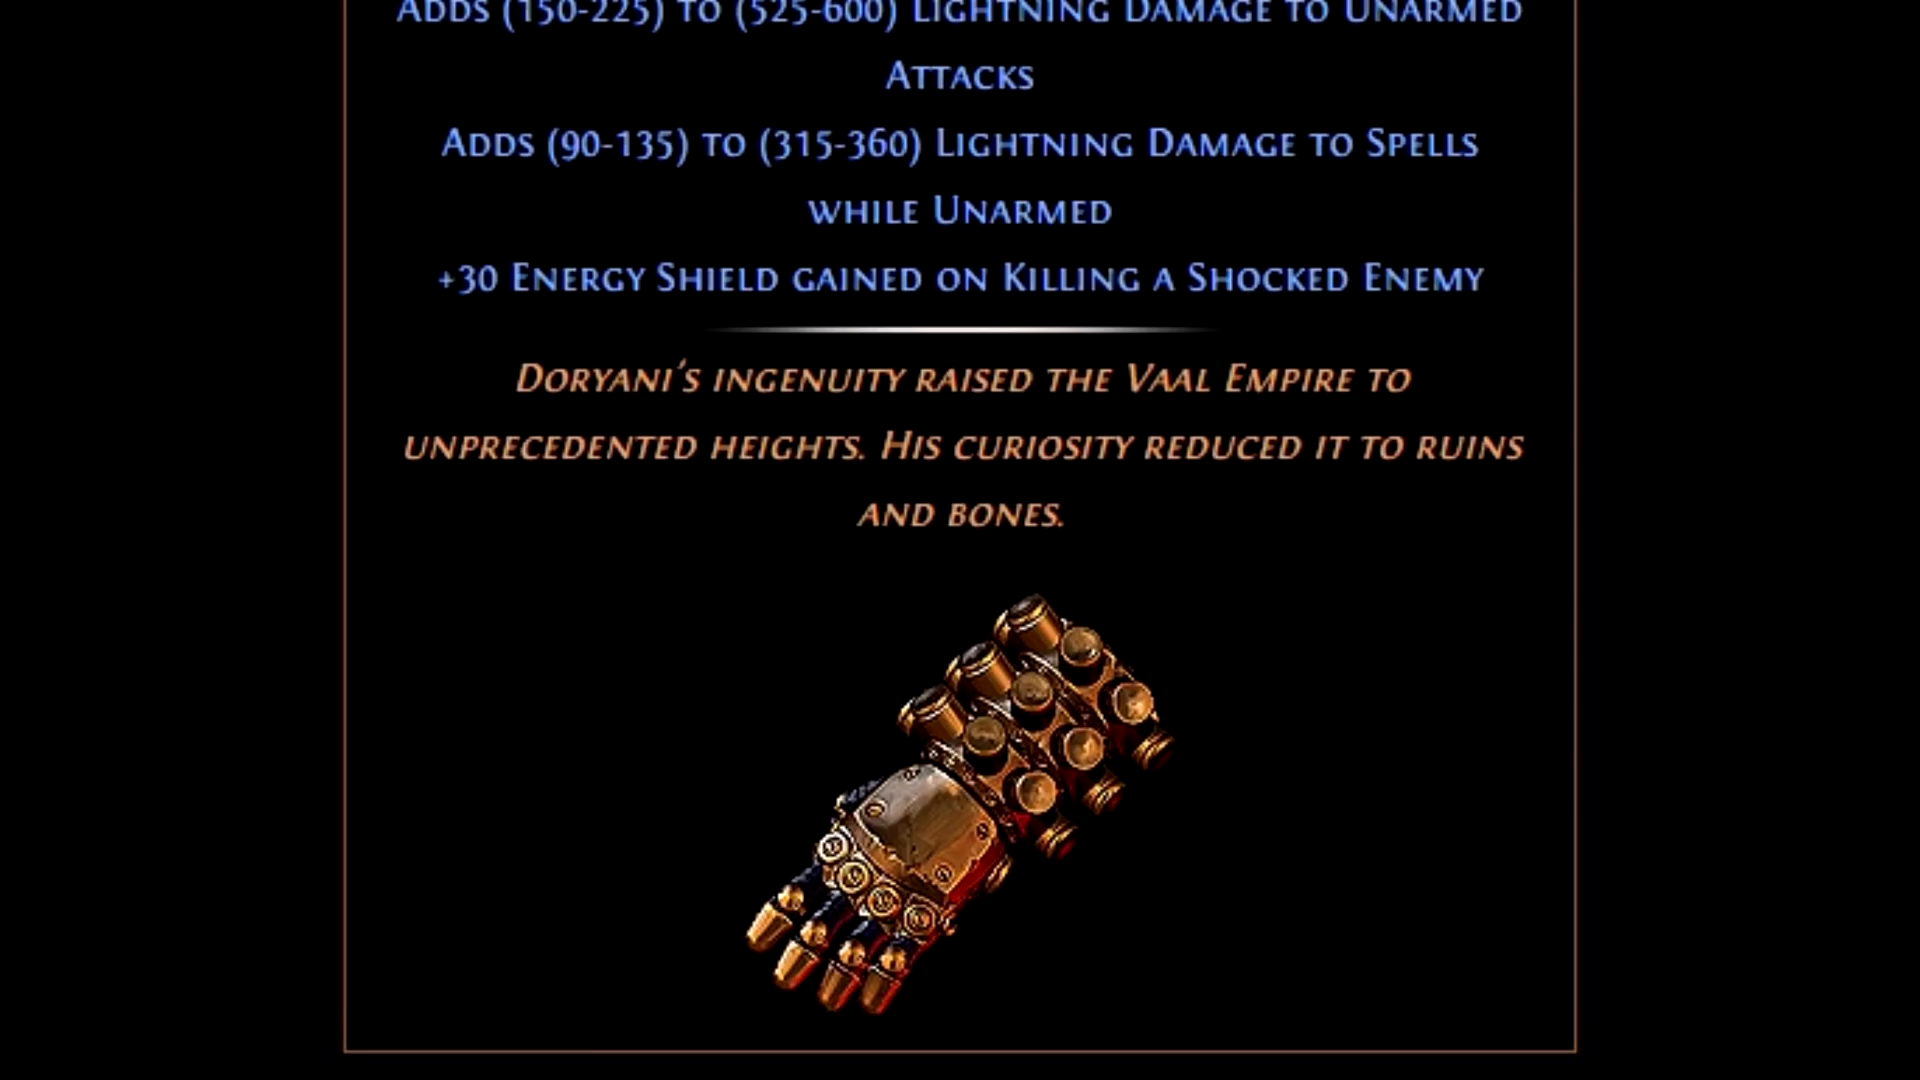 Adds (150-225) to (525-600) Lightning Damage to Unarmed
Attacks
Adds (90-135) to (315-360) Lightning Damage to Spells
while Unarmed
+30 Energy Shield gained on Killing a Shocked Enemy
Doryani's ingenuity raised the Vaal Empire to
unprecedented heights. His curiosity reduced it to ruins
and bones.